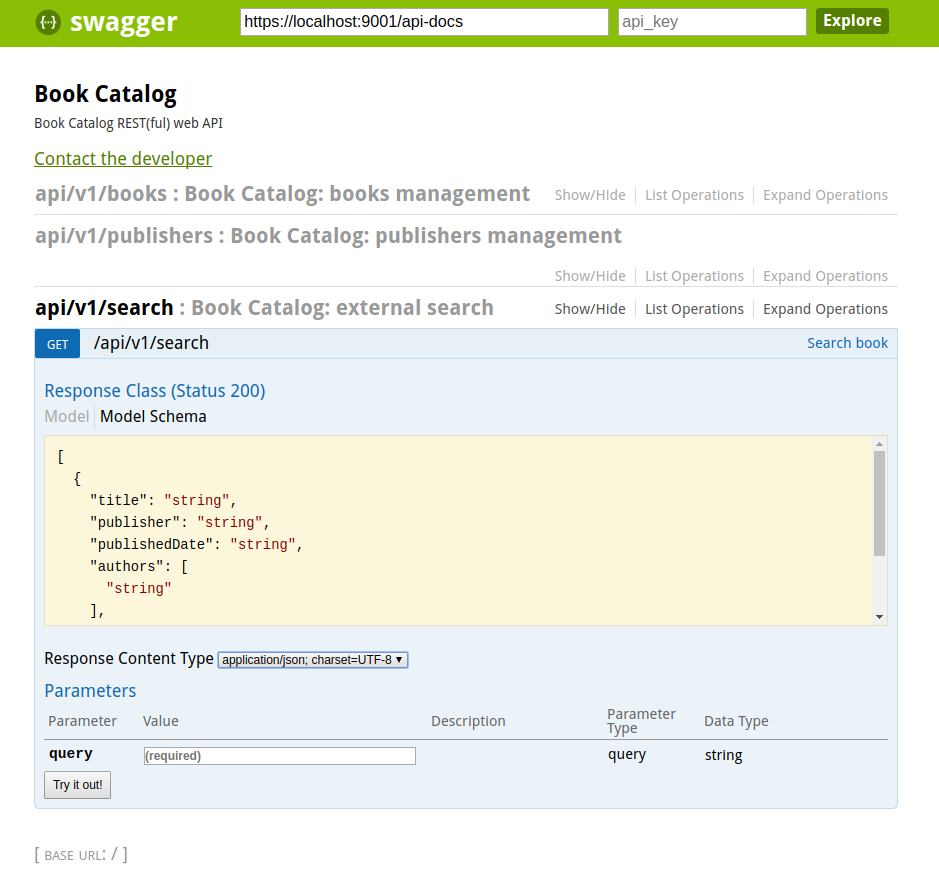 {···} swagger https://localhost:9001/api-docs api_key Explore
Book Catalog
Book Catalog REST(ful) web API
Contact the developer
api/v1/books : Book Catalog: books management Show/Hide List Operations Expand Operations
api/v1/publishers : Book Catalog: publishers management
Show/Hide List Operations Expand Operations
api/v1/search : Book Catalog: external search Show/Hide List Operations Expand Operations
GET /api/v1/search Search book
Response Class (Status 200)
Model Model Schema
[
  {
    "title": "string",
    "publisher": "string",
    "publishedDate": "string",
    "authors": [
      "string"
    ],
Response Content Type application/json; charset=UTF-8
Parameters
Parameter Value Description Parameter Type Data Type
query (required) query string
Try it out!
[ BASE URL: / ]